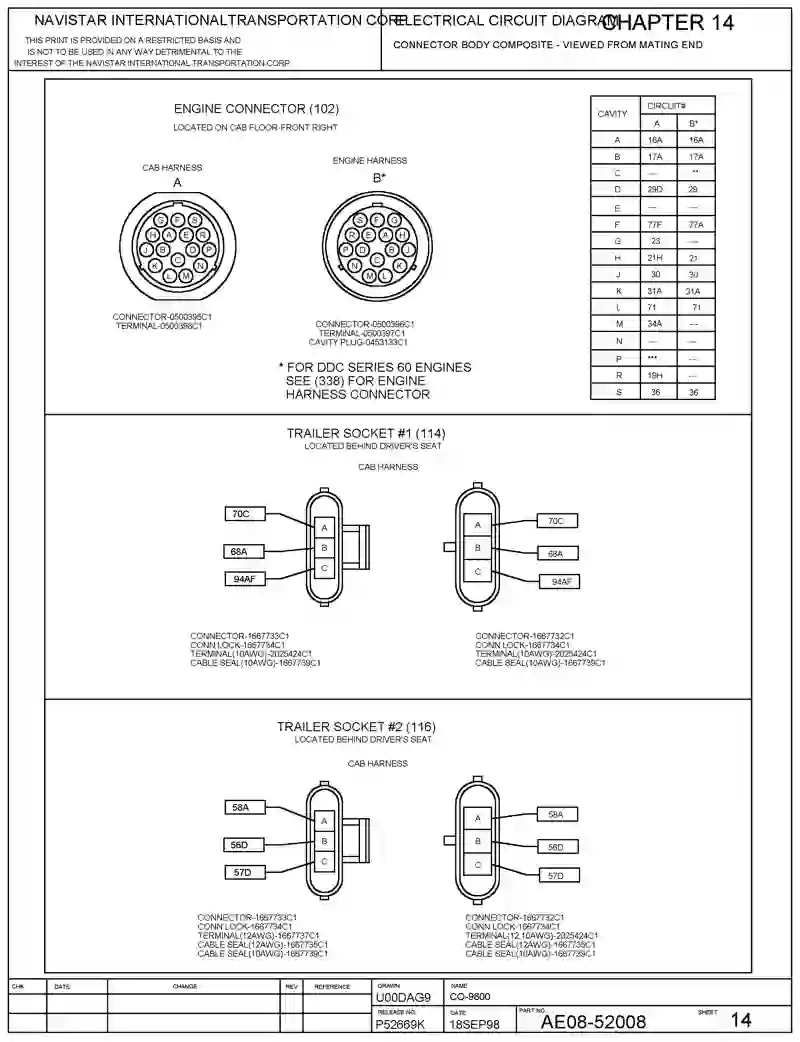 NAVISTAR INTERNATIONALTRANSPORTATION CORP.
ELECTRICAL CIRCUIT DIAGRAM
CHAPTER 14
THIS PRINT IS PROVIDED ON A RESTRICTED BASIS AND
IS NOT TO BE USED IN ANY WAY DETRIMENTAL TO THE
INTEREST OF THE NAVISTAR INTERNATIONAL TRANSPORTATION CORP
CONNECTOR BODY COMPOSITE - VIEWED FROM MATING END
ENGINE CONNECTOR (102)
LOCATED ON CAB FLOOR-FRONT RIGHT
CAB HARNESS
A
G F S
H A E R
J B D P
C
K N
L M
CONNECTOR-0500395C1
TERMINAL-0500398C1
ENGINE HARNESS
B*
S F G
R E A H
P D B J
C
N K
M L
CONNECTOR-0500396C1
TERMINAL-0500397C1
CAVITY PLUG-0453133C1
* FOR DDC SERIES 60 ENGINES
SEE (338) FOR ENGINE
HARNESS CONNECTOR
CAVITY CIRCUIT#
A B*
A 16A 16A
B 17A 17A
C --- **
D 29D 29
E --- ---
F 77F 77A
G 23 ---
H 21H 21
J 30 30
K 31A 31A
L 71 71
M 34A ---
N --- ---
P *** ---
R 19H ---
S 36 36
TRAILER SOCKET #1 (114)
LOCATED BEHIND DRIVER'S SEAT
CAB HARNESS
70C A
68A B
94AF C
A 70C
B 68A
C 94AF
CONNECTOR-1667733C1
CONN LOCK-1667734C1
TERMINAL(10AWG)-2025424C1
CABLE SEAL(10AWG)-1667739C1
CONNECTOR-1667732C1
CONN LOCK-1667734C1
TERMINAL(10AWG)-2025424C1
CABLE SEAL(10AWG)-1667739C1
TRAILER SOCKET #2 (116)
LOCATED BEHIND DRIVER'S SEAT
CAB HARNESS
58A A
56D B
57D C
A 58A
B 56D
C 57D
CONNECTOR-1667733C1
CONN LOCK-1667734C1
TERMINAL(12AWG)-1667737C1
CABLE SEAL(12AWG)-1667735C1
CABLE SEAL(10AWG)-1667739C1
CONNECTOR-1667732C1
CONN LOCK-1667734C1
TERMINAL(12,10AWG)-2025424C1
CABLE SEAL(12AWG)-1667735C1
CABLE SEAL(10AWG)-1667739C1
CHK DATE CHANGE REV REFERENCE
DRAWN
U00DAG9
NAME
CO-9800
RELEASE NO.
P52669K
DATE
18SEP98
PART NO.
AE08-52008
SHEET 14